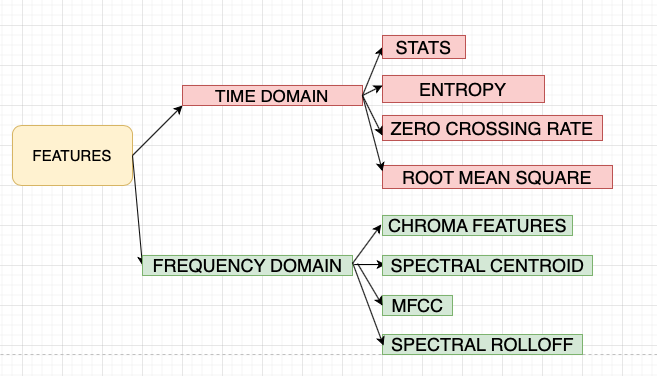 FEATURES
TIME DOMAIN
STATS
ENTROPY
ZERO CROSSING RATE
ROOT MEAN SQUARE
FREQUENCY DOMAIN
CHROMA FEATURES
SPECTRAL CENTROID
MFCC
SPECTRAL ROLLOFF